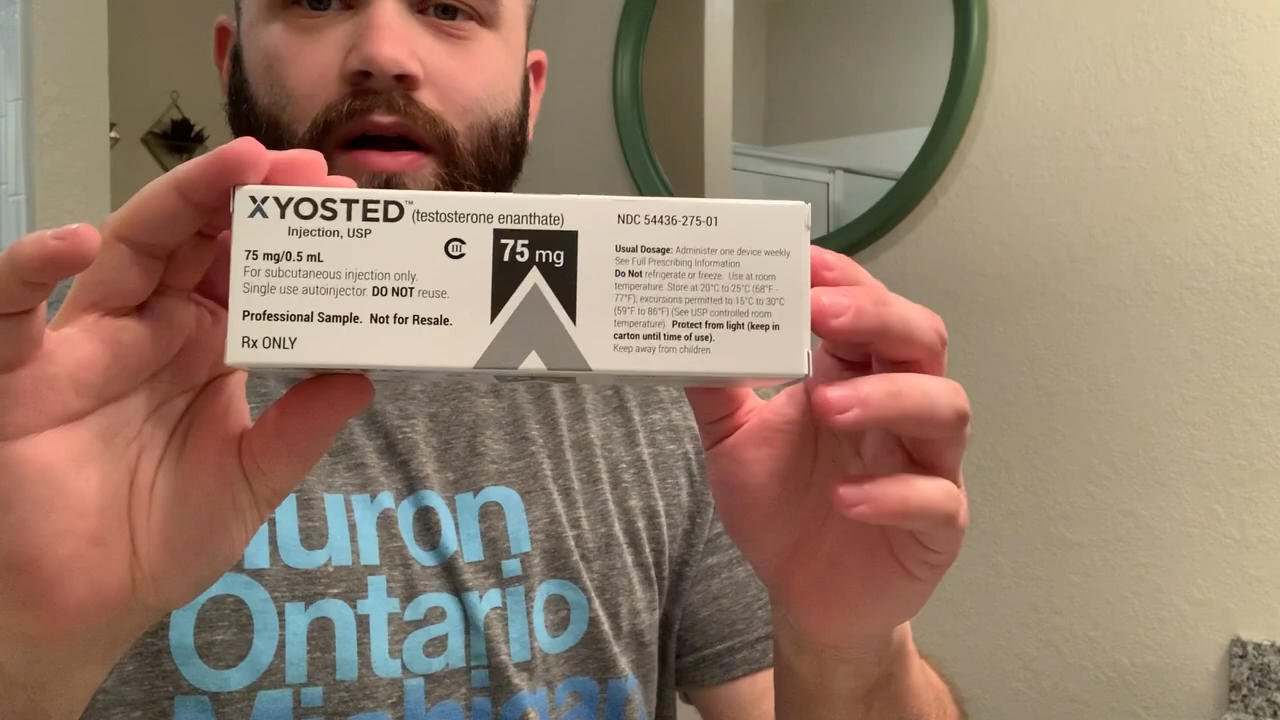 XYOSTED™ (testosterone enanthate)
Injection, USP
CIII
75 mg/0.5 mL
For subcutaneous injection only.
Single use autoinjector. DO NOT reuse.
Professional Sample. Not for Resale.
Rx ONLY
75 mg
NDC 54436-275-01
Usual Dosage: Administer one device weekly.
See Full Prescribing Information
Do Not refrigerate or freeze. Use at room
temperature. Store at 20°C to 25°C (68°F -
77°F), excursions permitted to 15°C to 30°C
(59°F to 86°F) (See USP controlled room
temperature). Protect from light (keep in
carton until time of use).
Keep away from children.
uron
Ontario
Michigan